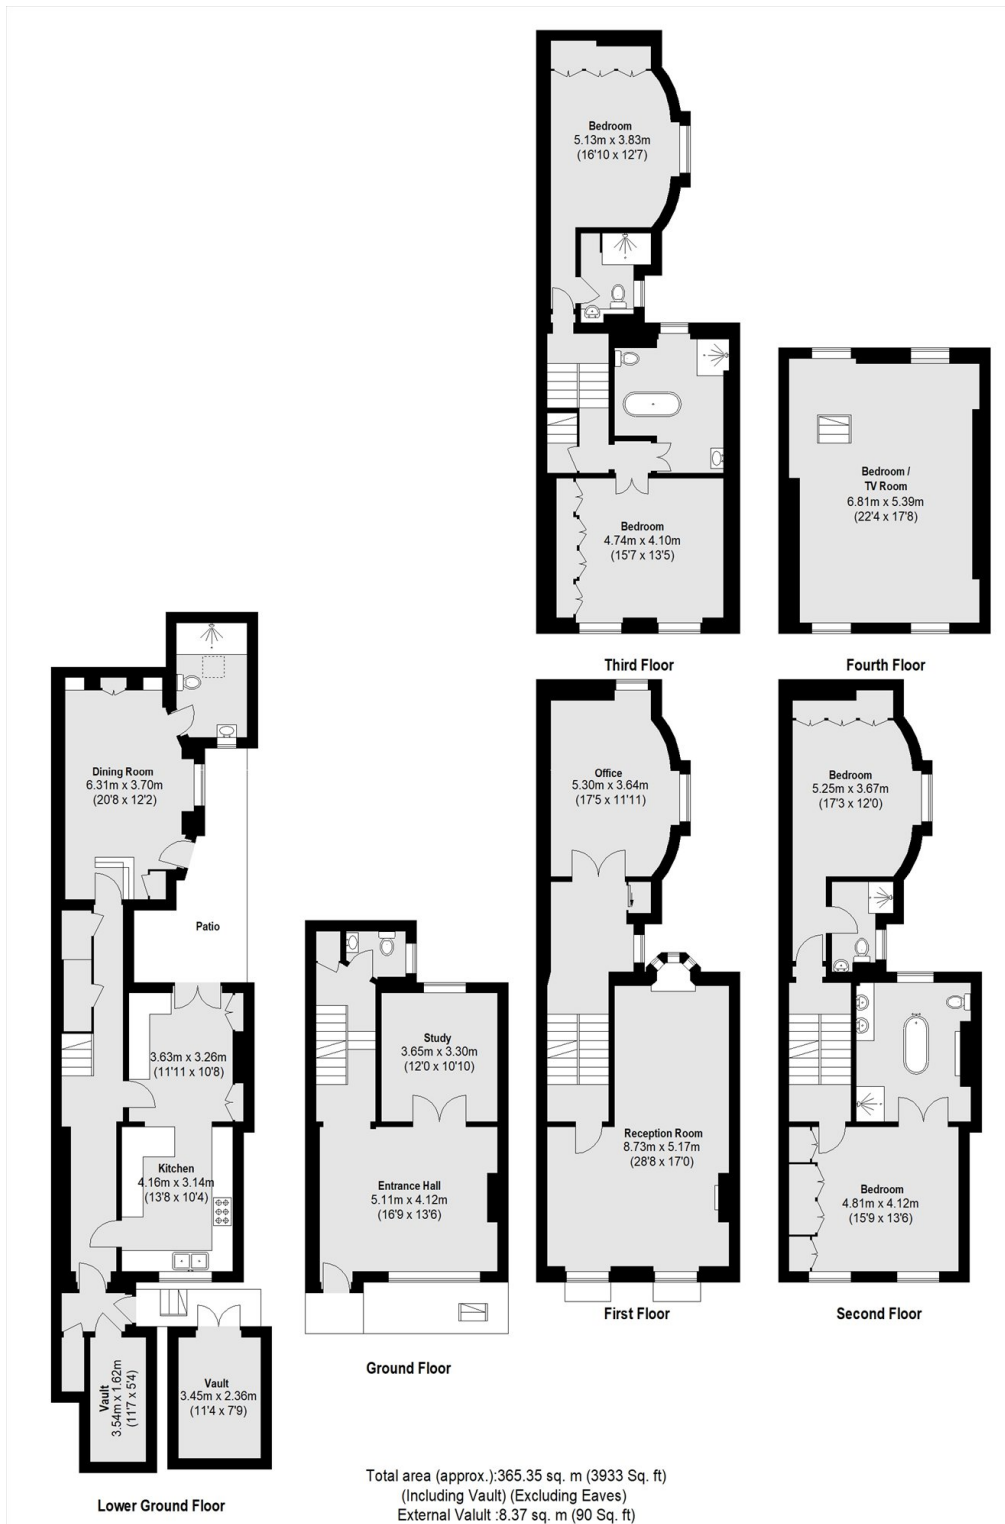 Bedroom
5.13m x 3.83m
(16'10 x 12'7)
Bedroom
4.74m x 4.10m
(15'7 x 13'5)
Third Floor
Bedroom /
TV Room
6.81m x 5.39m
(22'4 x 17'8)
Fourth Floor
Dining Room
6.31m x 3.70m
(20'8 x 12'2)
Patio
3.63m x 3.26m
(11'11 x 10'8)
Kitchen
4.16m x 3.14m
(13'8 x 10'4)
Vault
3.54m x 1.62m
(11'7 x 5'4)
Vault
3.45m x 2.36m
(11'4 x 7'9)
Lower Ground Floor
Study
3.65m x 3.30m
(12'0 x 10'10)
Entrance Hall
5.11m x 4.12m
(16'9 x 13'6)
Ground Floor
Office
5.30m x 3.64m
(17'5 x 11'11)
Reception Room
8.73m x 5.17m
(28'8 x 17'0)
First Floor
Bedroom
5.25m x 3.67m
(17'3 x 12'0)
Bedroom
4.81m x 4.12m
(15'9 x 13'6)
Second Floor
Total area (approx.):365.35 sq. m (3933 Sq. ft)
(Including Vault) (Excluding Eaves)
External Valult :8.37 sq. m (90 Sq. ft)